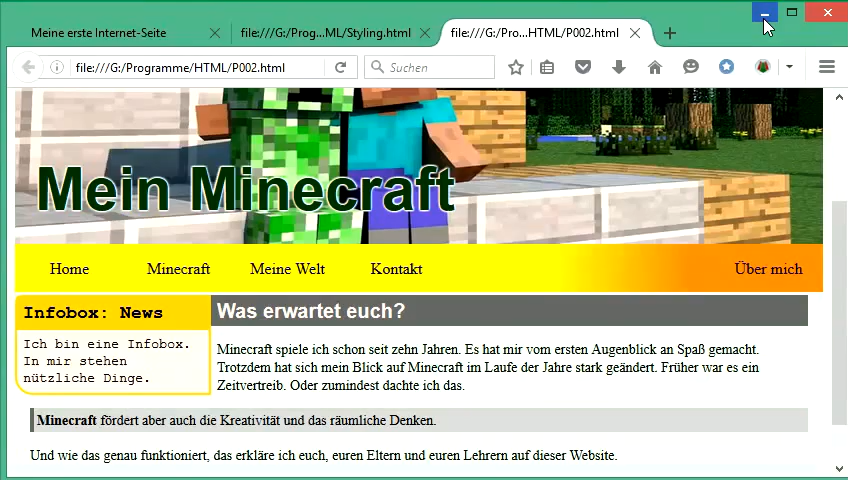 Meine erste Internet-Seite
file:///G:/Prog...ML/Styling.html
file:///G:/Pro...HTML/P002.html
file:///G:/Programme/HTML/P002.html
Suchen
Mein Minecraft
Home Minecraft Meine Welt Kontakt Über mich
Infobox: News
Ich bin eine Infobox.
In mir stehen
nützliche Dinge.
Was erwartet euch?
Minecraft spiele ich schon seit zehn Jahren. Es hat mir vom ersten Augenblick an Spaß gemacht.
Trotzdem hat sich mein Blick auf Minecraft im Laufe der Jahre stark geändert. Früher war es ein
Zeitvertreib. Oder zumindest dachte ich das.
Minecraft fördert aber auch die Kreativität und das räumliche Denken.
Und wie das genau funktioniert, das erkläre ich euch, euren Eltern und euren Lehrern auf dieser Website.